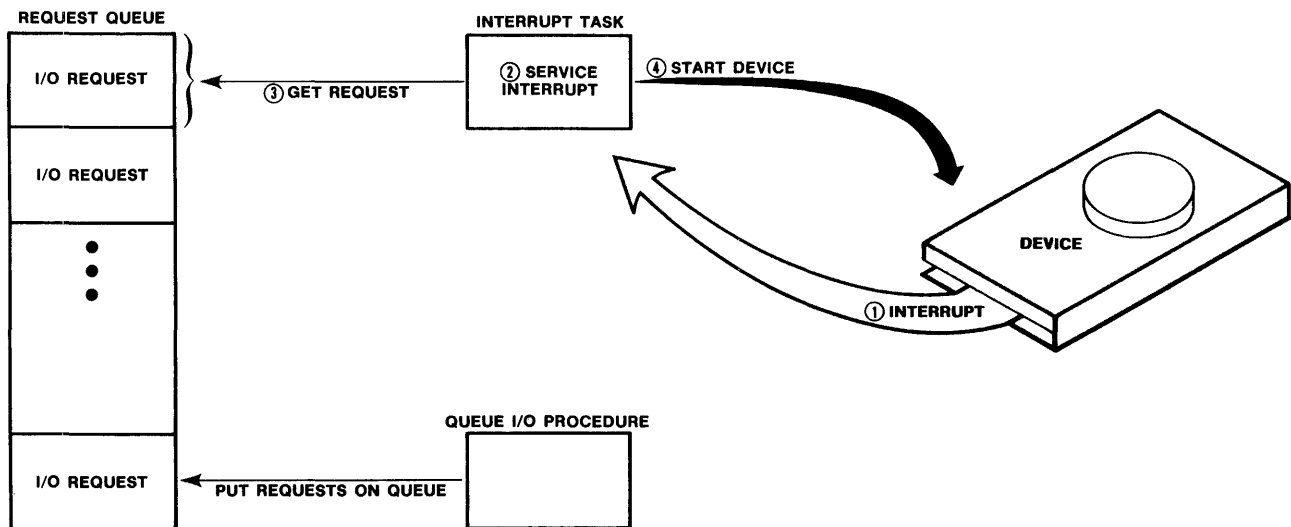 REQUEST QUEUE
I/O REQUEST
I/O REQUEST
I/O REQUEST
INTERRUPT TASK
② SERVICE
INTERRUPT
③ GET REQUEST
④ START DEVICE
DEVICE
① INTERRUPT
QUEUE I/O PROCEDURE
PUT REQUESTS ON QUEUE